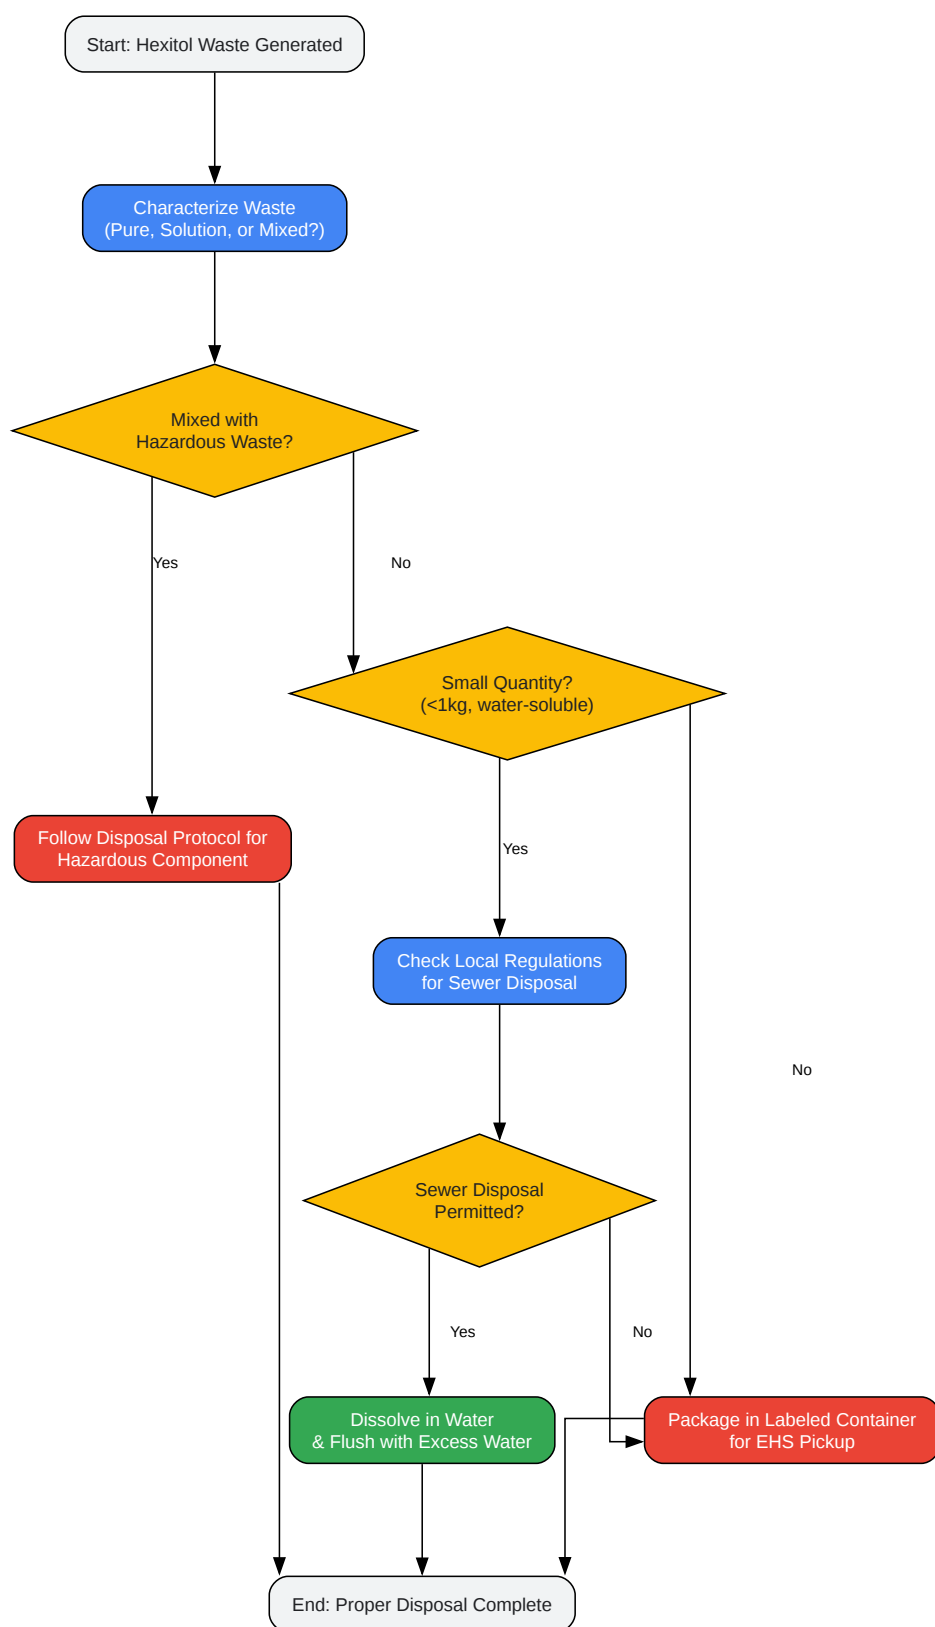 Start: Hexitol Waste Generated
Characterize Waste
(Pure, Solution, or Mixed?)
Mixed with
Hazardous Waste?
Yes
No
Small Quantity?
(<1kg, water-soluble)
Follow Disposal Protocol for
Hazardous Component
Yes
Check Local Regulations
for Sewer Disposal
No
Sewer Disposal
Permitted?
Yes
No
Dissolve in Water
& Flush with Excess Water
Package in Labeled Container
for EHS Pickup
End: Proper Disposal Complete